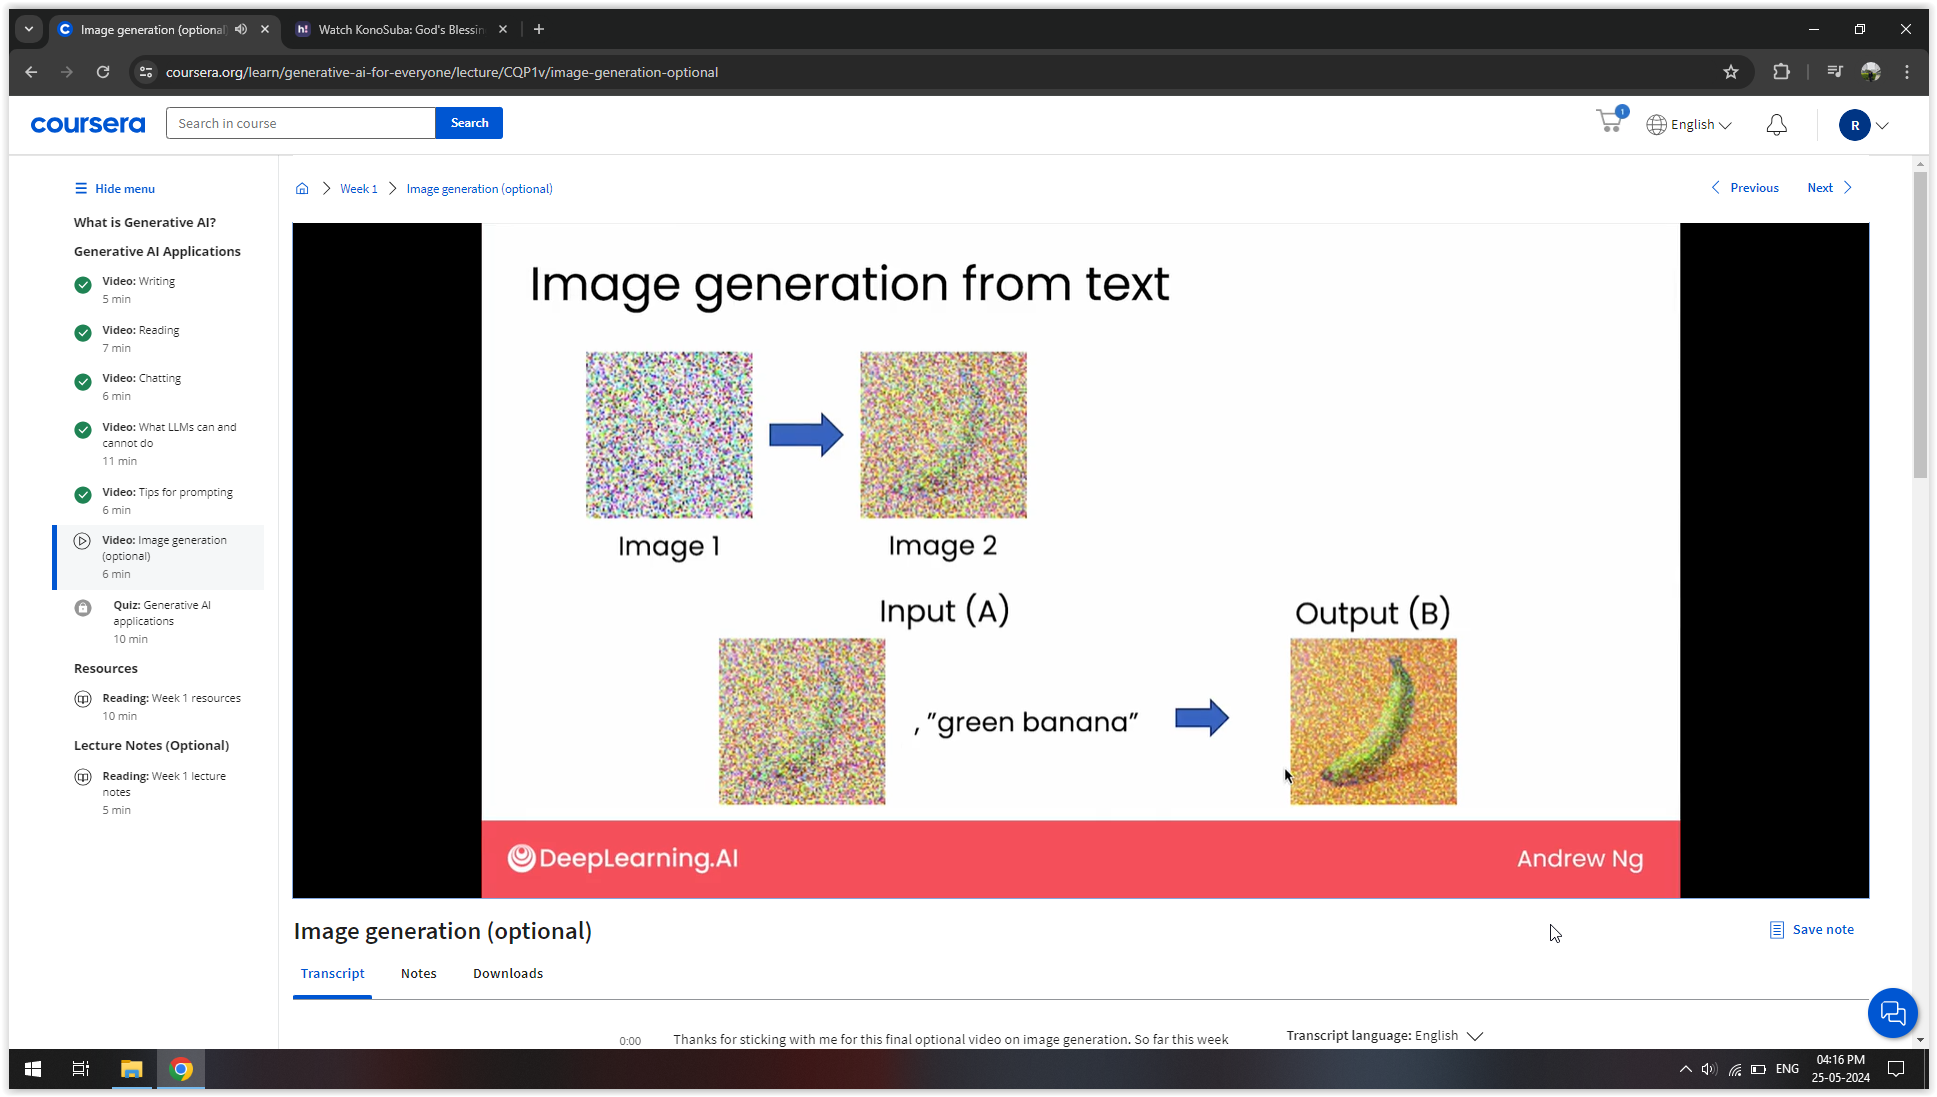 Image generation (optional
Watch KonoSuba: God's Blessin
coursera.org/learn/generative-ai-for-everyone/lecture/CQP1v/image-generation-optional
coursera
Search in course
Search
1
English
R
Hide menu
Week 1
Image generation (optional)
Previous
Next
What is Generative AI?
Generative AI Applications
Video: Writing
5 min
Video: Reading
7 min
Video: Chatting
6 min
Video: What LLMs can and
cannot do
11 min
Video: Tips for prompting
6 min
Video: Image generation
(optional)
6 min
Quiz: Generative AI
applications
10 min
Resources
Reading: Week 1 resources
10 min
Lecture Notes (Optional)
Reading: Week 1 lecture
notes
5 min
Image generation from text
Image 1
Image 2
Input (A)
Output (B)
, "green banana"
DeepLearning.AI
Andrew Ng
Image generation (optional)
Save note
Transcript
Notes
Downloads
0:00
Thanks for sticking with me for this final optional video on image generation. So far this week
Transcript language: English
ENG
04:16 PM
25-05-2024